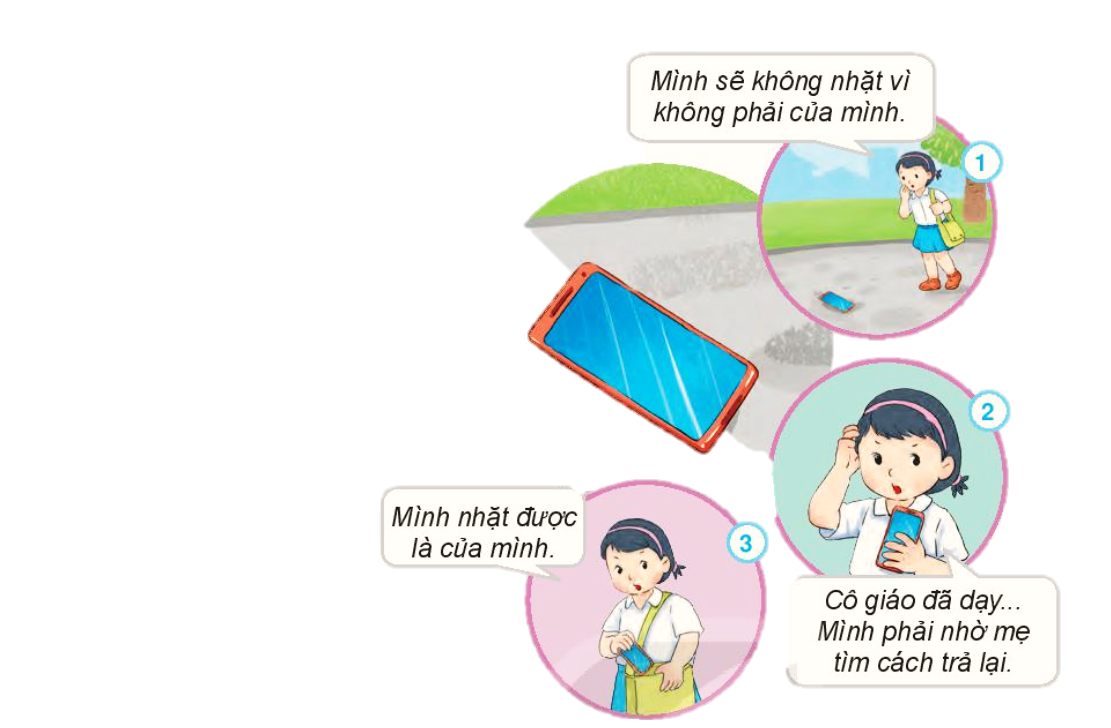 Mình sẽ không nhặt vì
không phải của mình.
1
2
Cô giáo đã dạy...
Mình phải nhờ mẹ
tìm cách trả lại.
Mình nhặt được
là của mình.
3